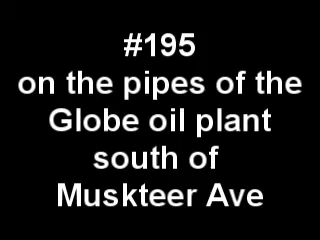 #195
on the pipes of the
Globe oil plant
south of
Muskteer Ave